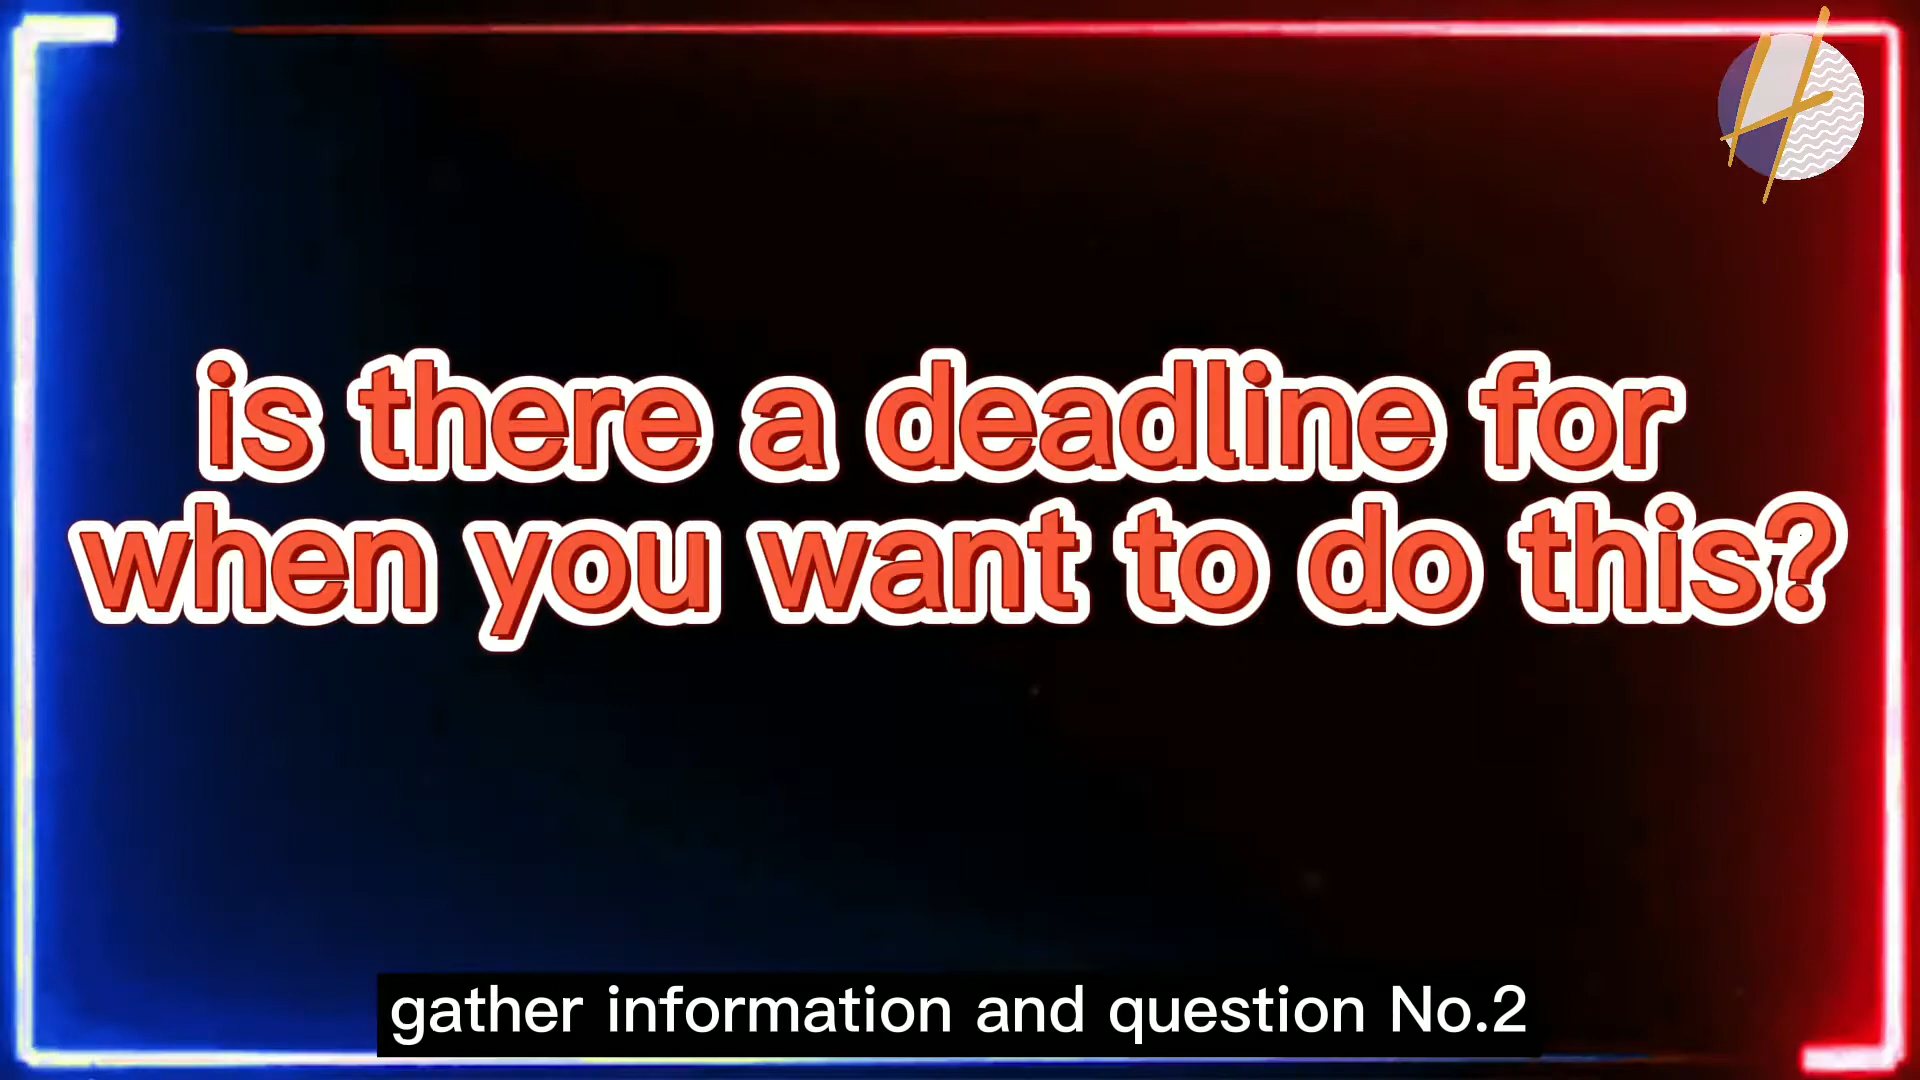 is there a deadline for
when you want to do this?
gather information and question No.2